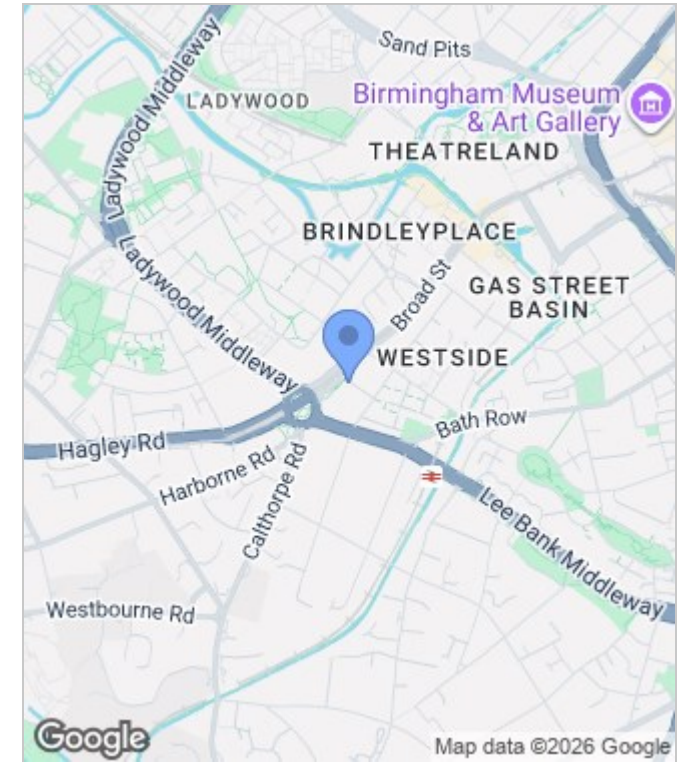 Sand Pits
Ladywood Middleway
LADYWOOD
Birmingham Museum
& Art Gallery
THEATRELAND
BRINDLEYPLACE
Broad St
GAS STREET
BASIN
Ladywood Middleway
WESTSIDE
Bath Row
Hagley Rd
Harborne Rd
Calthorpe Rd
Lee Bank Middleway
Westbourne Rd
Google
Map data ©2026 Google